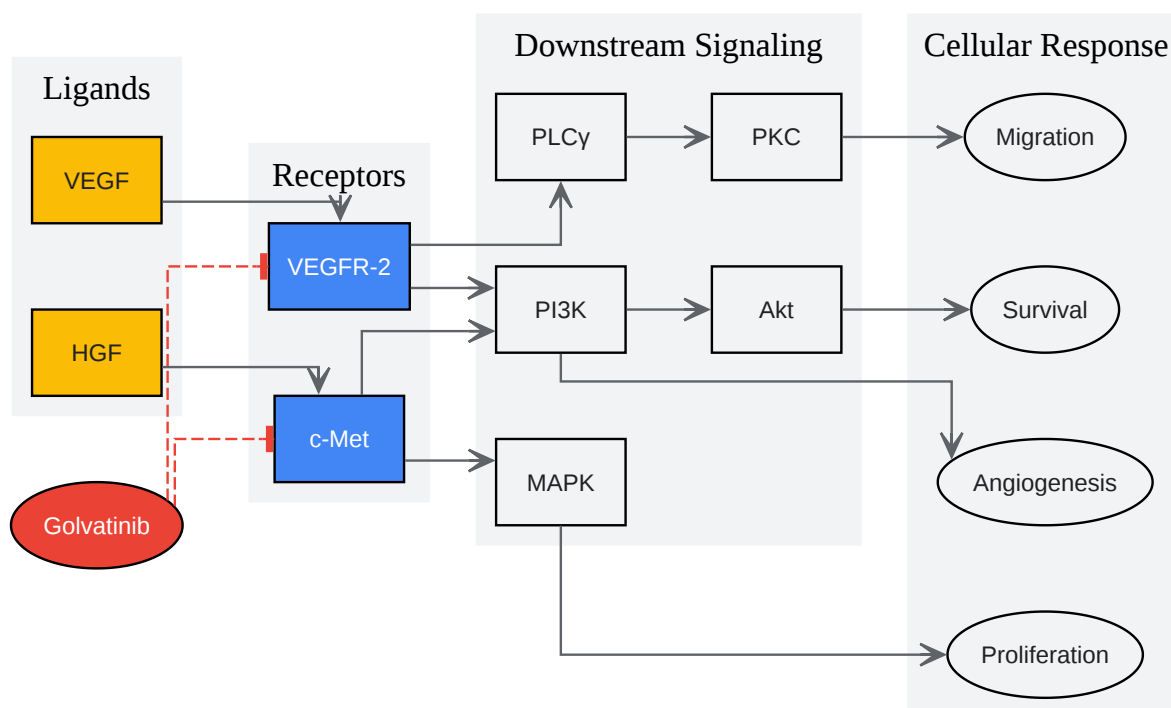 Ligands
VEGF
HGF
Golvatinib
Receptors
VEGFR-2
c-Met
Downstream Signaling
PLCγ
PKC
PI3K
Akt
MAPK
Cellular Response
Migration
Survival
Angiogenesis
Proliferation